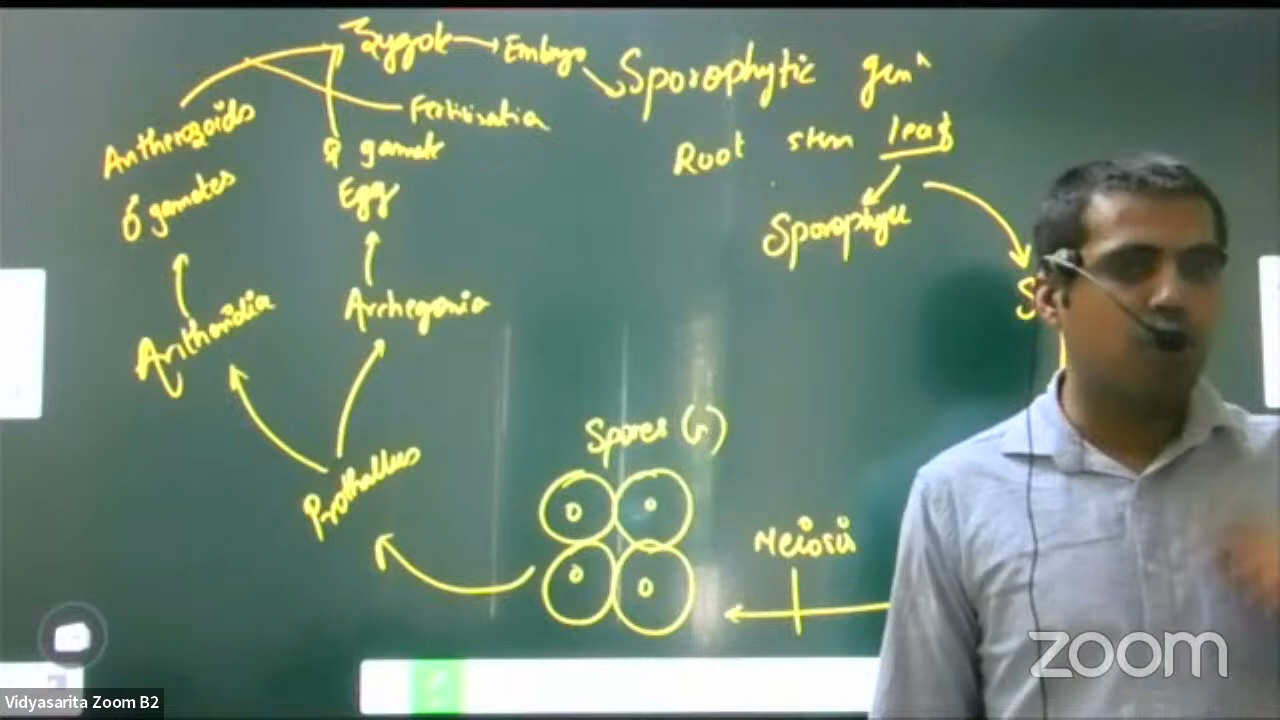 Zygote → Embryo
Sporophytic genⁿ
Fertilization
Root stem leaf
Antherozoids
♂ gametes
♀ gamete
Egg
Sporophyll
S
Antheridia
Archegonia
Spores (n)
Prothallus
Meiosis
zoom
Vidyasarita Zoom B2